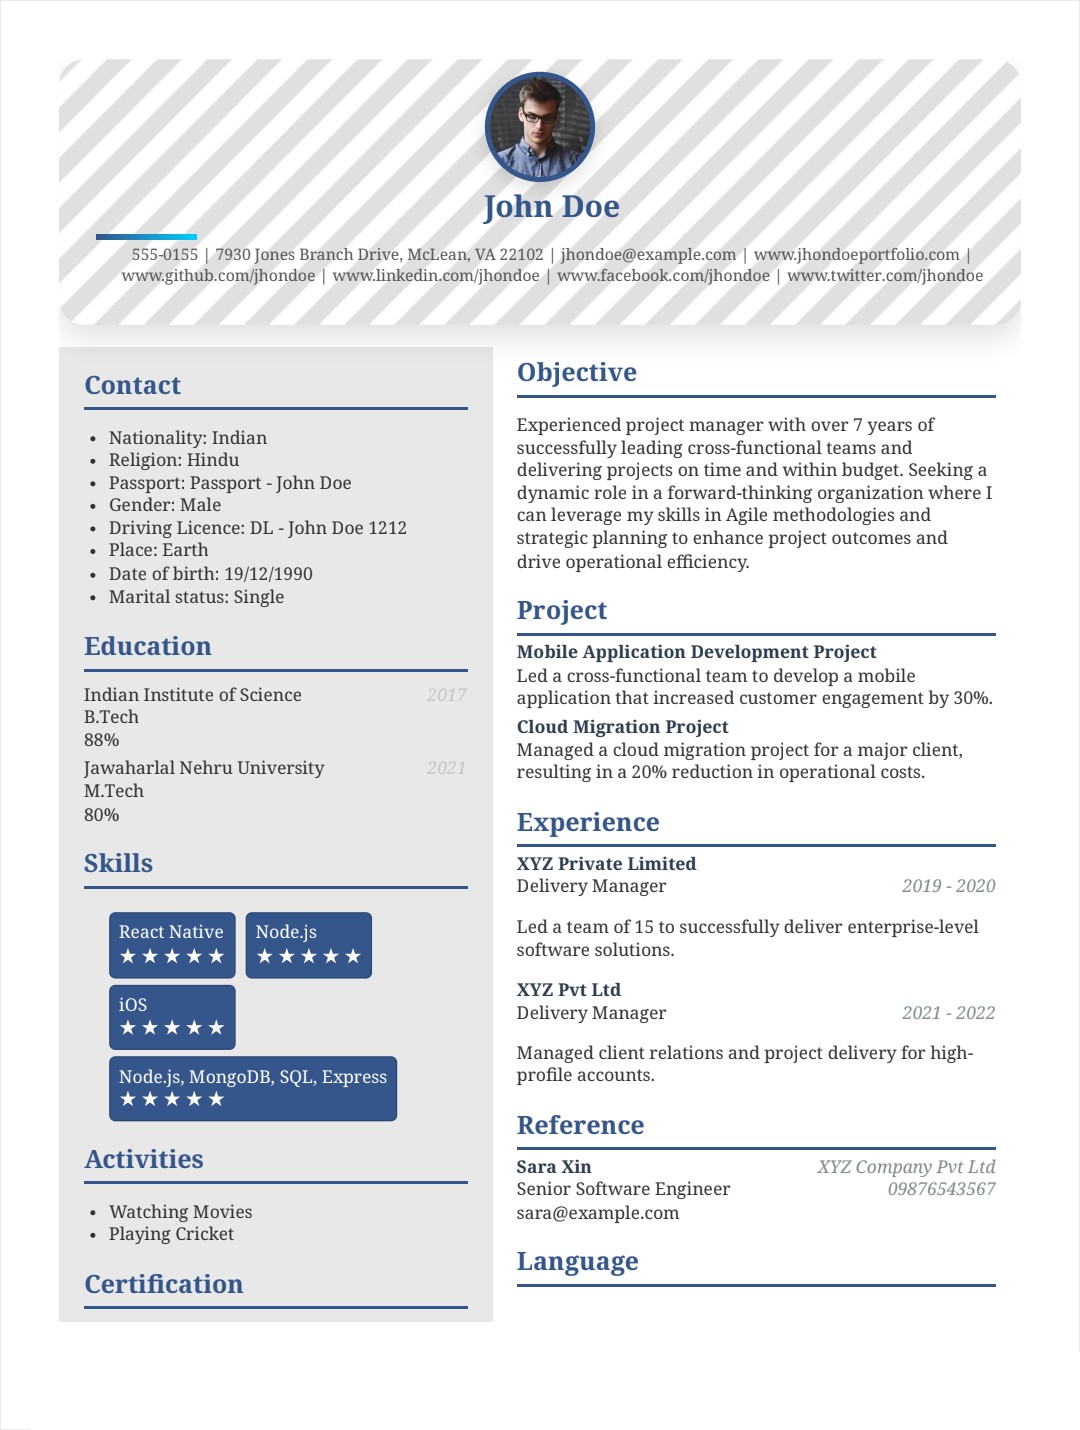 John Doe
555-0155 | 7930 Jones Branch Drive, McLean, VA 22102 | jhondoe@example.com | www.jhondoeportfolio.com |
www.github.com/jhondoe | www.linkedin.com/jhondoe | www.facebook.com/jhondoe | www.twitter.com/jhondoe
Contact
• Nationality: Indian
• Religion: Hindu
• Passport: Passport - John Doe
• Gender: Male
• Driving Licence: DL - John Doe 1212
• Place: Earth
• Date of birth: 19/12/1990
• Marital status: Single
Education
Indian Institute of Science 2017
B.Tech
88%
Jawaharlal Nehru University 2021
M.Tech
80%
Skills
React Native Node.js
★ ★ ★ ★ ★ ★ ★ ★ ★ ★
iOS
★ ★ ★ ★ ★
Node.js, MongoDB, SQL, Express
★ ★ ★ ★ ★
Activities
• Watching Movies
• Playing Cricket
Certification
Objective
Experienced project manager with over 7 years of
successfully leading cross-functional teams and
delivering projects on time and within budget. Seeking a
dynamic role in a forward-thinking organization where I
can leverage my skills in Agile methodologies and
strategic planning to enhance project outcomes and
drive operational efficiency.
Project
Mobile Application Development Project
Led a cross-functional team to develop a mobile
application that increased customer engagement by 30%.
Cloud Migration Project
Managed a cloud migration project for a major client,
resulting in a 20% reduction in operational costs.
Experience
XYZ Private Limited
Delivery Manager 2019 - 2020
Led a team of 15 to successfully deliver enterprise-level
software solutions.
XYZ Pvt Ltd
Delivery Manager 2021 - 2022
Managed client relations and project delivery for high-
profile accounts.
Reference
Sara Xin XYZ Company Pvt Ltd
Senior Software Engineer 09876543567
sara@example.com
Language